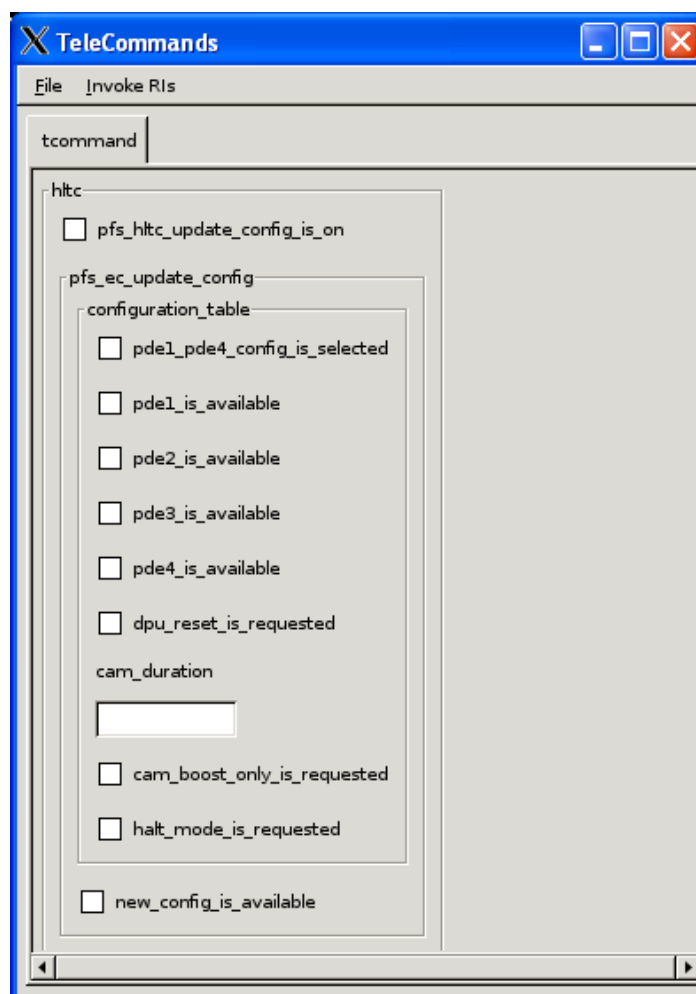 TeleCommands
File Invoke RIs
tcommand
hltc
pfs_hltc_update_config_is_on
pfs_ec_update_config
configuration_table
pde1_pde4_config_is_selected
pde1_is_available
pde2_is_available
pde3_is_available
pde4_is_available
dpu_reset_is_requested
cam_duration
cam_boost_only_is_requested
halt_mode_is_requested
new_config_is_available